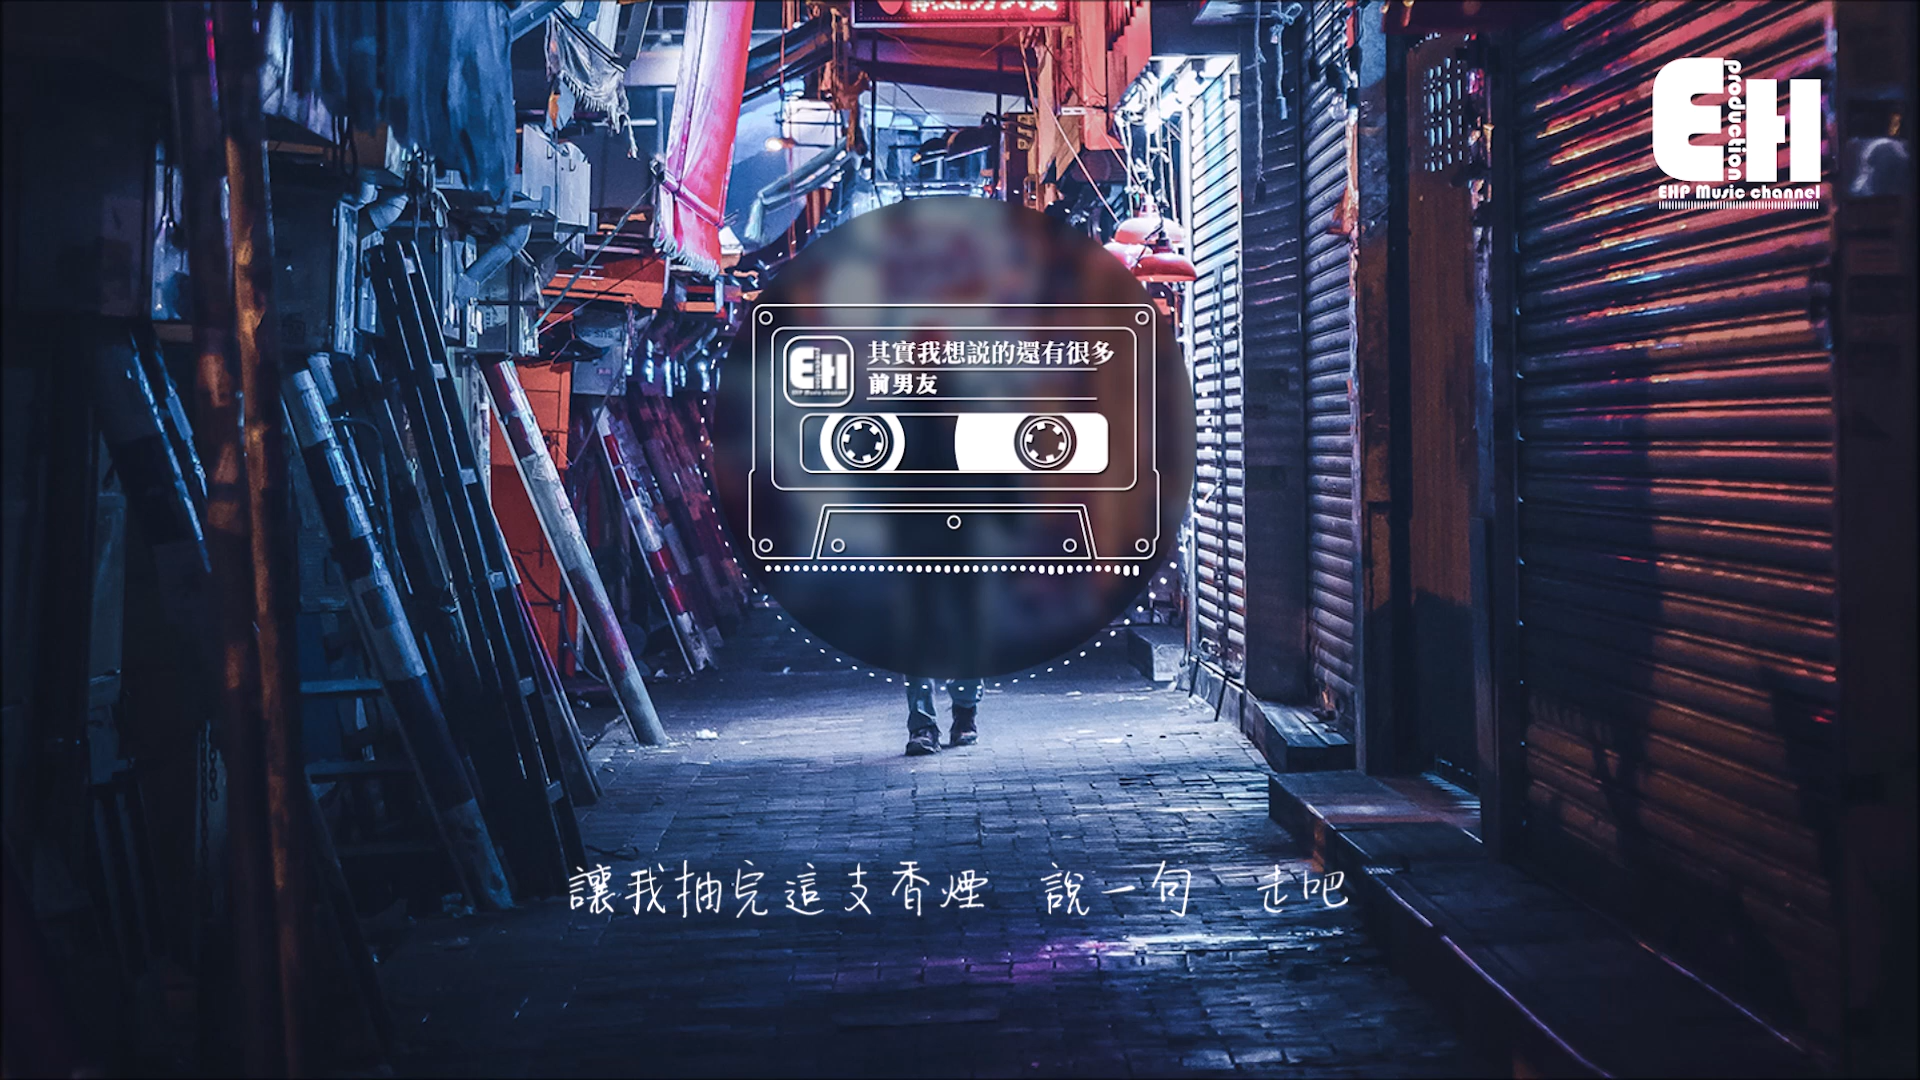 EH
production
EHP Music channel
EH
其實我想說的還有很多
前男友
讓我抽完這支香煙 說一句 走吧